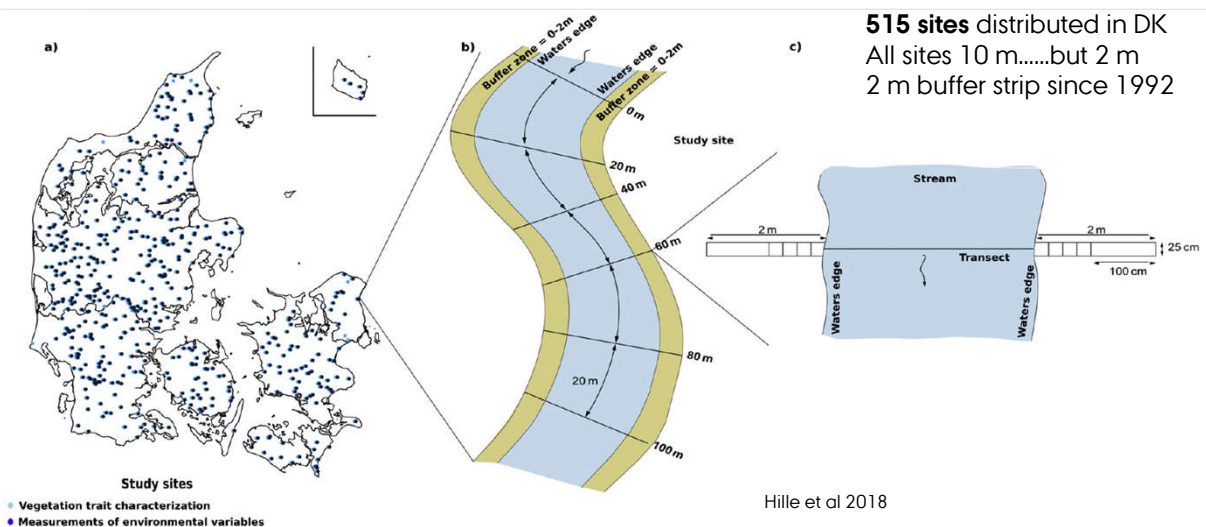 515 sites distributed in DK
All sites 10 m......but 2 m
2 m buffer strip since 1992
a)
b)
c)
Buffer zone = 0-2m
Waters edge
Waters edge
Buffer zone = 0-2m
0m
20 m
40 m
60 m
80 m
100 m
20 m
Study site
Stream
2 m
2 m
Transect
25 cm
100 cm
Waters edge
Waters edge
Study sites
Vegetation trait characterization
Measurements of environmental variables
Hille et al 2018